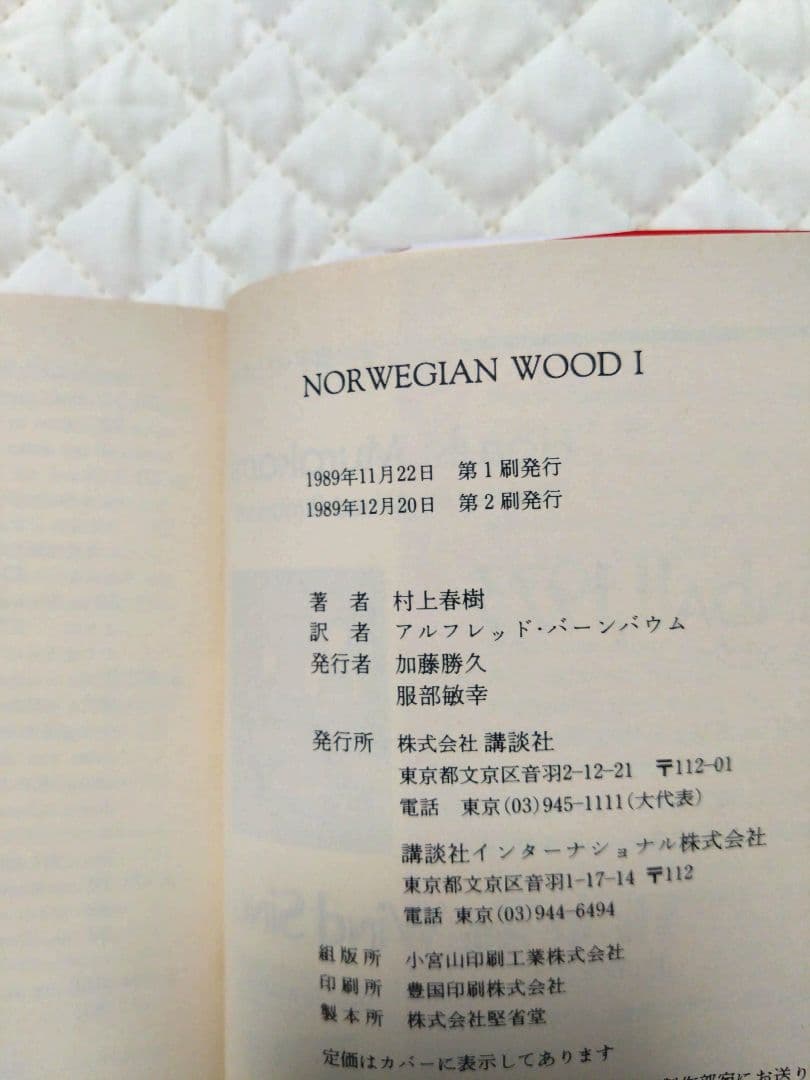 NORWEGIAN WOOD I
1989年11月22日 第1刷発行
1989年12月20日 第2刷発行
著 者 村上春樹
訳 者 アルフレッド・バーンバウム
発行者 加藤勝久
服部敏幸
発行所 株式会社 講談社
東京都文京区音羽2-12-21 〒112-01
電話 東京(03)945-1111(大代表)
講談社インターナショナル株式会社
東京都文京区音羽1-17-14 〒112
電話 東京(03)944-6494
組版所 小宮山印刷工業株式会社
印刷所 豊国印刷株式会社
製本所 株式会社堅省堂
定価はカバーに表示してあります
にお送り